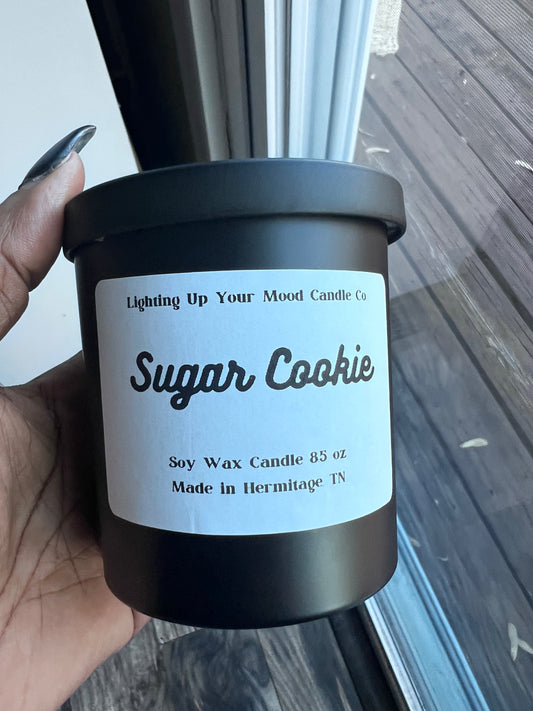 Lighting Up Your Mood Candle Co
Sugar Cookie
Soy Wax Candle 85 oz
Made in Hermitage TN